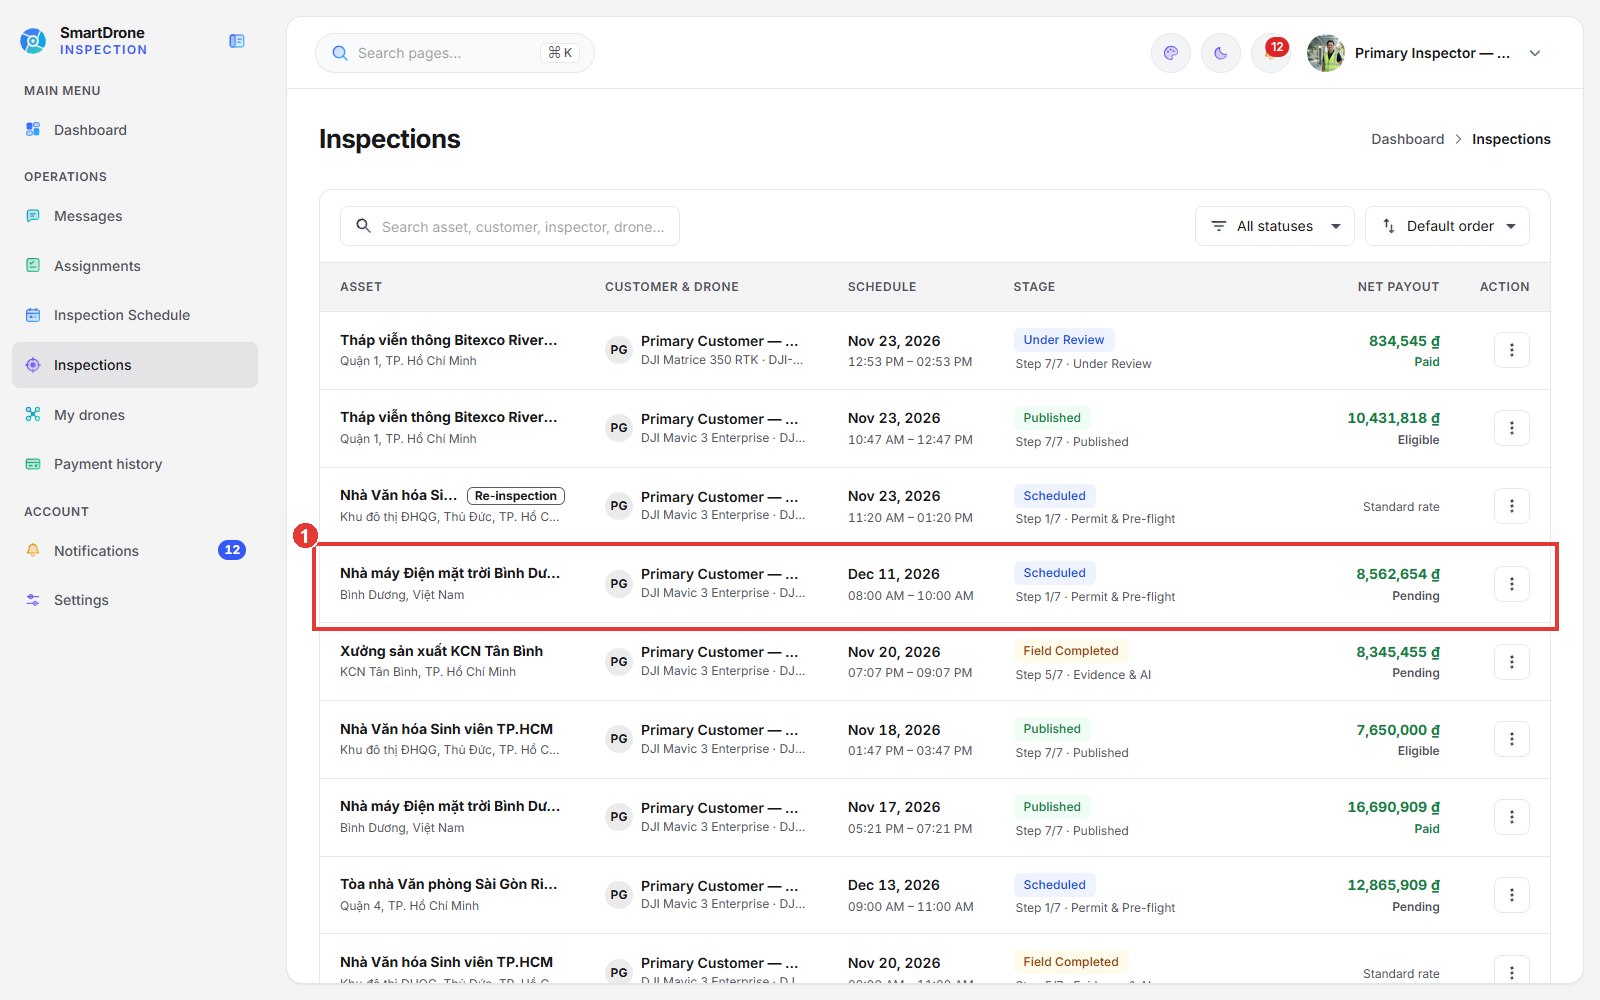 SmartDrone
INSPECTION
MAIN MENU
Dashboard
OPERATIONS
Messages
Assignments
Inspection Schedule
Inspections
My drones
Payment history
ACCOUNT
Notifications 12
Settings
Search pages... ⌘ K
12
Primary Inspector — ...
Inspections
Dashboard > Inspections
Search asset, customer, inspector, drone...
All statuses
Default order
ASSET CUSTOMER & DRONE SCHEDULE STAGE NET PAYOUT ACTION
Tháp viễn thông Bitexco River... PG Primary Customer — ... Nov 23, 2026 Under Review 834,545 ₫
Quận 1, TP. Hồ Chí Minh DJI Matrice 350 RTK · DJI-... 12:53 PM – 02:53 PM Step 7/7 · Under Review Paid
Tháp viễn thông Bitexco River... PG Primary Customer — ... Nov 23, 2026 Published 10,431,818 ₫
Quận 1, TP. Hồ Chí Minh DJI Mavic 3 Enterprise · DJ... 10:47 AM – 12:47 PM Step 7/7 · Published Eligible
Nhà Văn hóa Si... Re-inspection PG Primary Customer — ... Nov 23, 2026 Scheduled Standard rate
Khu đô thị ĐHQG, Thủ Đức, TP. Hồ C... DJI Mavic 3 Enterprise · DJ... 11:20 AM – 01:20 PM Step 1/7 · Permit & Pre-flight
1
Nhà máy Điện mặt trời Bình Dư... PG Primary Customer — ... Dec 11, 2026 Scheduled 8,562,654 ₫
Bình Dương, Việt Nam DJI Mavic 3 Enterprise · DJ... 08:00 AM – 10:00 AM Step 1/7 · Permit & Pre-flight Pending
Xưởng sản xuất KCN Tân Bình PG Primary Customer — ... Nov 20, 2026 Field Completed 8,345,455 ₫
KCN Tân Bình, TP. Hồ Chí Minh DJI Mavic 3 Enterprise · DJ... 07:07 PM – 09:07 PM Step 5/7 · Evidence & AI Pending
Nhà Văn hóa Sinh viên TP.HCM PG Primary Customer — ... Nov 18, 2026 Published 7,650,000 ₫
Khu đô thị ĐHQG, Thủ Đức, TP. Hồ C... DJI Mavic 3 Enterprise · DJ... 01:47 PM – 03:47 PM Step 7/7 · Published Eligible
Nhà máy Điện mặt trời Bình Dư... PG Primary Customer — ... Nov 17, 2026 Published 16,690,909 ₫
Bình Dương, Việt Nam DJI Mavic 3 Enterprise · DJ... 05:21 PM – 07:21 PM Step 7/7 · Published Paid
Tòa nhà Văn phòng Sài Gòn Ri... PG Primary Customer — ... Dec 13, 2026 Scheduled 12,865,909 ₫
Quận 4, TP. Hồ Chí Minh DJI Mavic 3 Enterprise · DJ... 09:00 AM – 11:00 AM Step 1/7 · Permit & Pre-flight Pending
Nhà Văn hóa Sinh viên TP.HCM PG Primary Customer — ... Nov 20, 2026 Field Completed Standard rate